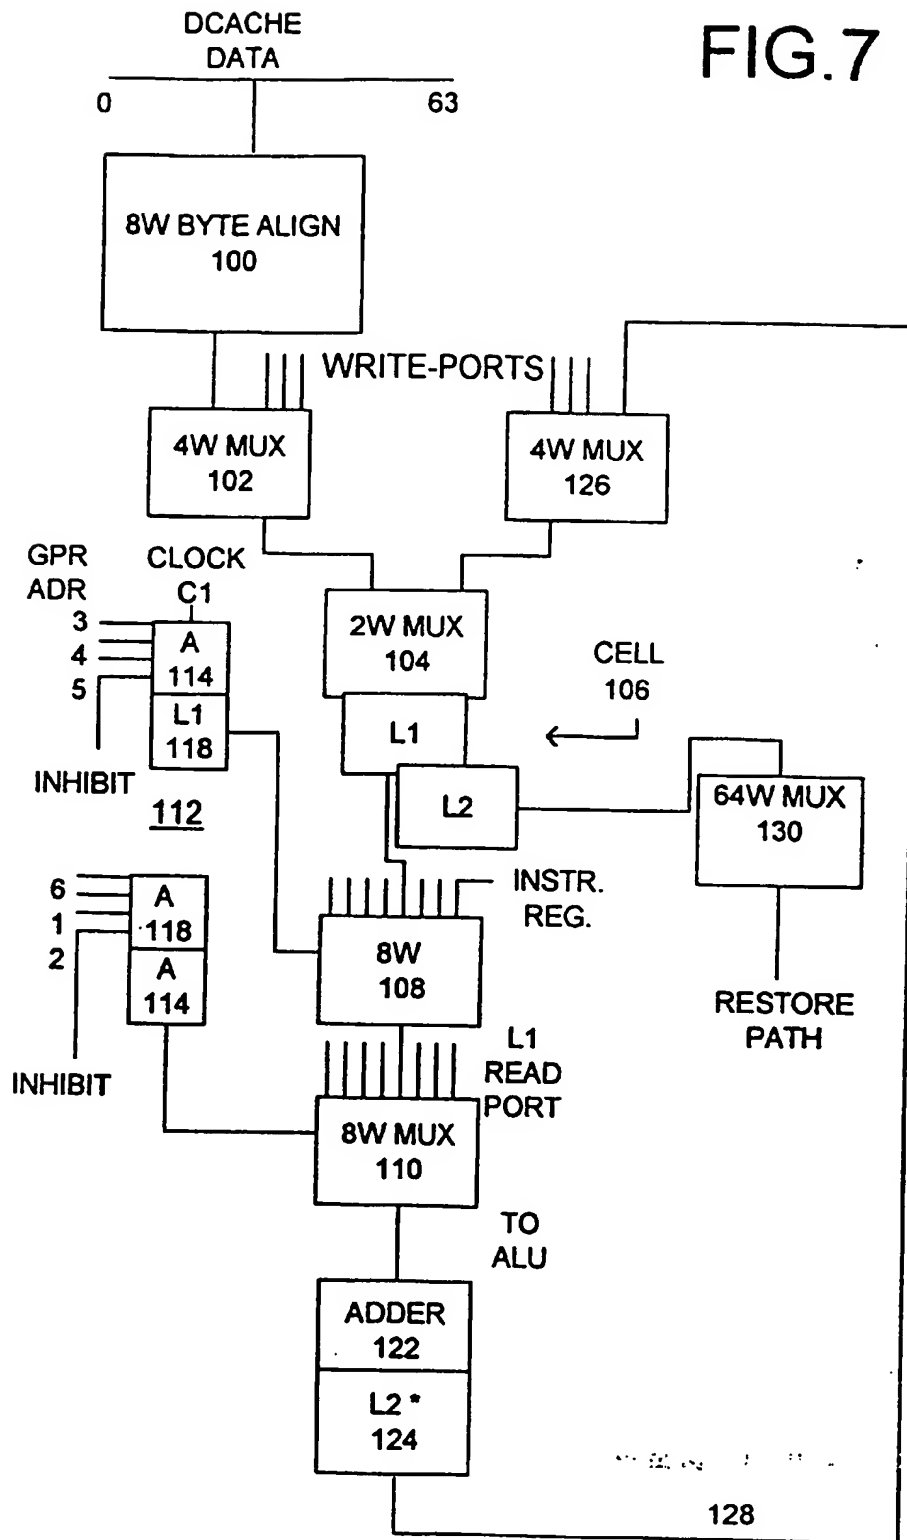 DCACHE
DATA
FIG.7
0
63
8W BYTE ALIGN
100
WRITE-PORTS
4W MUX
102
4W MUX
126
GPR
ADR
CLOCK
C1
3
4
5
A
114
L1
118
INHIBIT
112
2W MUX
104
CELL
106
L1
L2
64W MUX
130
RESTORE
PATH
6
1
2
A
118
A
114
INHIBIT
INSTR.
REG.
8W
108
L1
READ
PORT
8W MUX
110
TO
ALU
ADDER
122
L2 *
124
128